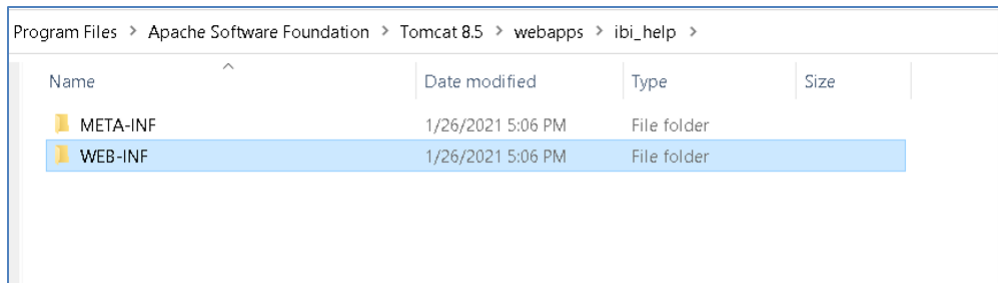 Program Files > Apache Software Foundation > Tomcat 8.5 > webapps > ibi_help >
Name Date modified Type Size
META-INF 1/26/2021 5:06 PM File folder
WEB-INF 1/26/2021 5:06 PM File folder